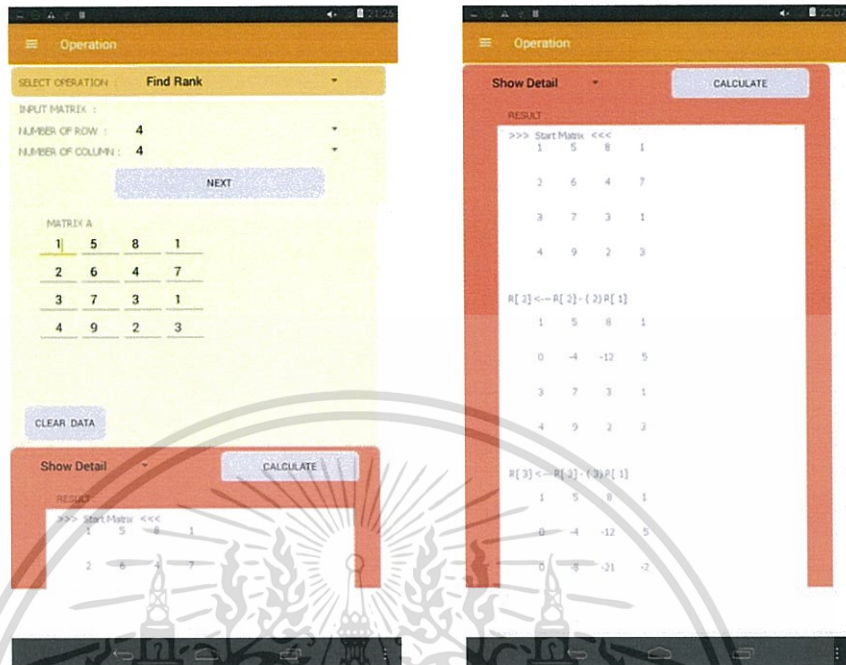 21:26
Operation
SELECT OPERATION : Find Rank
INPUT MATRIX :
NUMBER OF ROW : 4
NUMBER OF COLUMN : 4
NEXT
MATRIX A
1 5 8 1
2 6 4 7
3 7 3 1
4 9 2 3
CLEAR DATA
Show Detail CALCULATE
RESULT
>>> Start Matrix <<<
1 5 8 1
2 6 4 7
22:07
Operation
Show Detail CALCULATE
RESULT
>>> Start Matrix <<<
1 5 8 1
2 6 4 7
3 7 3 1
4 9 2 3
R[ 2] <--- R[ 2] - ( 2) R[ 1]
1 5 8 1
0 -4 -12 5
3 7 3 1
4 9 2 3
R[ 3] <--- R[ 3] - ( 3) R[ 1]
1 5 8 1
0 -4 -12 5
0 -8 -21 -2